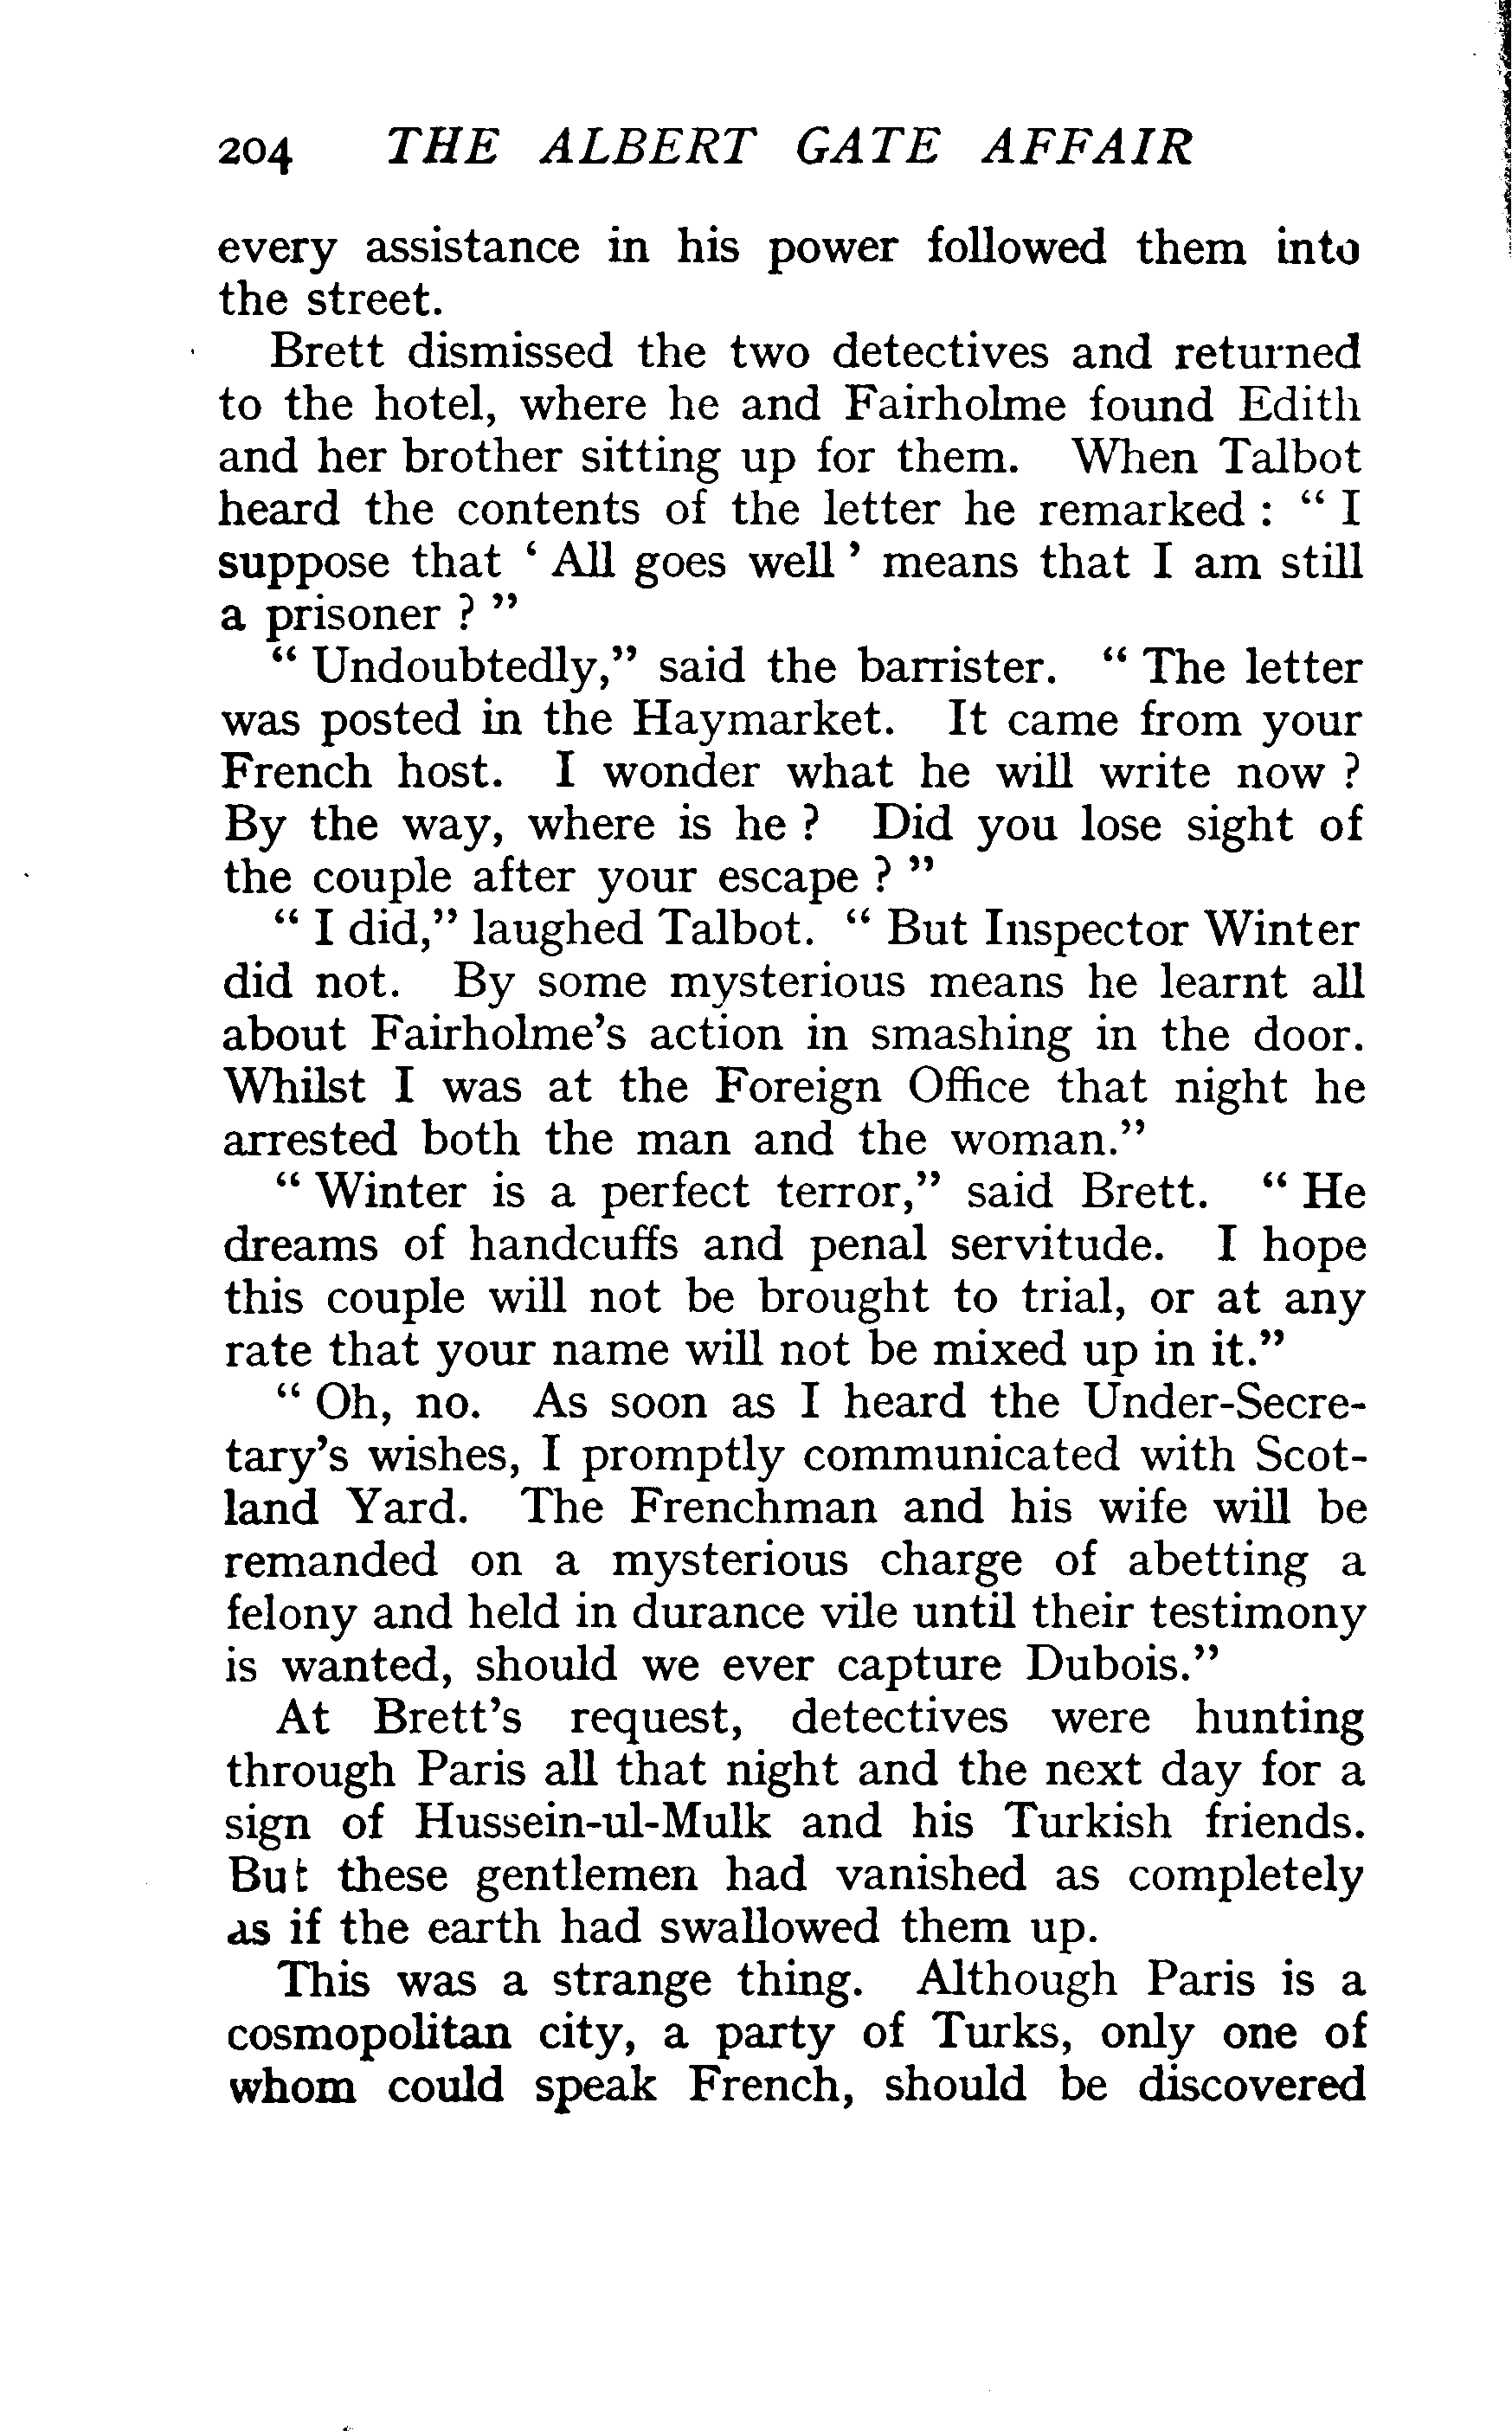 204 THE ALBERT GATE AFFAIR
every assistance in his power followed them into
the street.
Brett dismissed the two detectives and returned
to the hotel, where he and Fairholme found Edith
and her brother sitting up for them. When Talbot
heard the contents of the letter he remarked : “ I
suppose that ‘ All goes well ’ means that I am still
a prisoner ? ”
“ Undoubtedly,” said the barrister. “ The letter
was posted in the Haymarket. It came from your
French host. I wonder what he will write now ?
By the way, where is he ? Did you lose sight of
the couple after your escape ? ”
“ I did,” laughed Talbot. “ But Inspector Winter
did not. By some mysterious means he learnt all
about Fairholme’s action in smashing in the door.
Whilst I was at the Foreign Office that night he
arrested both the man and the woman.”
“ Winter is a perfect terror,” said Brett. “ He
dreams of handcuffs and penal servitude. I hope
this couple will not be brought to trial, or at any
rate that your name will not be mixed up in it.”
“ Oh, no. As soon as I heard the Under-Secre-
tary’s wishes, I promptly communicated with Scot-
land Yard. The Frenchman and his wife will be
remanded on a mysterious charge of abetting a
felony and held in durance vile until their testimony
is wanted, should we ever capture Dubois.”
At Brett’s request, detectives were hunting
through Paris all that night and the next day for a
sign of Hussein-ul-Mulk and his Turkish friends.
But these gentlemen had vanished as completely
as if the earth had swallowed them up.
This was a strange thing. Although Paris is a
cosmopolitan city, a party of Turks, only one of
whom could speak French, should be discovered